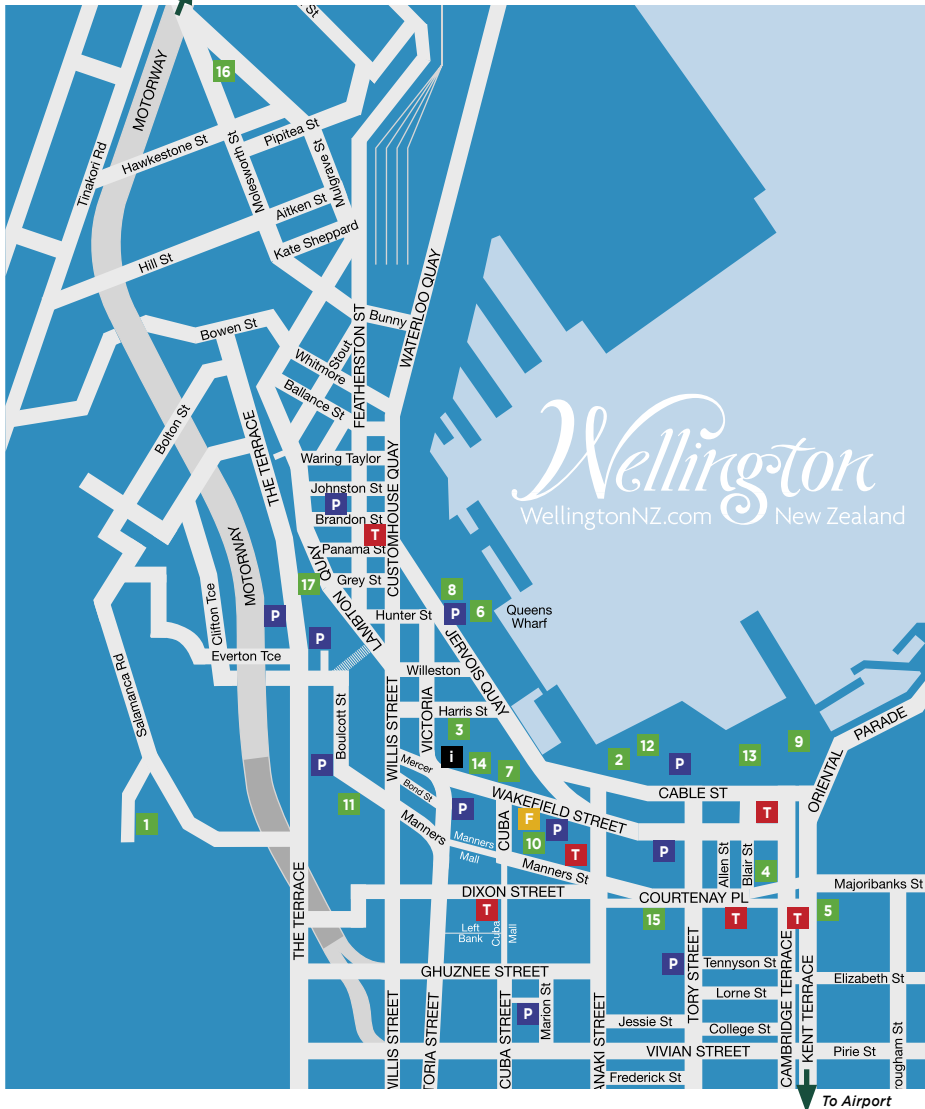 St
16
MOTORWAY
Tinakori Rd
Hawkestone St
Pipitea St
Molesworth St
Mulgrave St
Aitken St
Kate Sheppard
Hill St
WATERLOO QUAY
FEATHERSTON ST
Bunny
Bowen St
Stout
Whitmore
Ballance St
Bolton St
THE TERRACE
Wellington
WellingtonNZ.com
New Zealand
Waring Taylor
Johnston St
P
Brandon St
T
Panama St
CUSTOMHOUSE QUAY
MOTORWAY
LAMBTON QUAY
17
Grey St
8
P
6
Queens
Wharf
P
Hunter St
P
Clifton Tce
Everton Tce
JERVOIS QUAY
Salamanca Rd
Willeston
Boulcott St
WILLIS STREET
VICTORIA
Harris St
3
i
14
7
2
12
P
13
9
ORIENTAL PARADE
P
Mercer
Bond St
11
1
CABLE ST
WAKEFIELD STREET
P
CUBA
F
P
10
T
T
Manners
Manners
Mall
Manners St
P
Allen St
Blair St
4
DIXON STREET
COURTENAY PL
Majoribanks St
T
15
T
T
5
Left
Bank
Cuba
Mall
THE TERRACE
GHUZNEE STREET
P
TORY STREET
Tennyson St
Elizabeth St
CAMBRIDGE TERRACE
KENT TERRACE
Lorne St
P
Marion St
Jessie St
College St
WILLIS STREET
TORIA STREET
CUBA STREET
ANAKI STREET
VIVIAN STREET
Pirie St
rougham St
Frederick St
To Airport